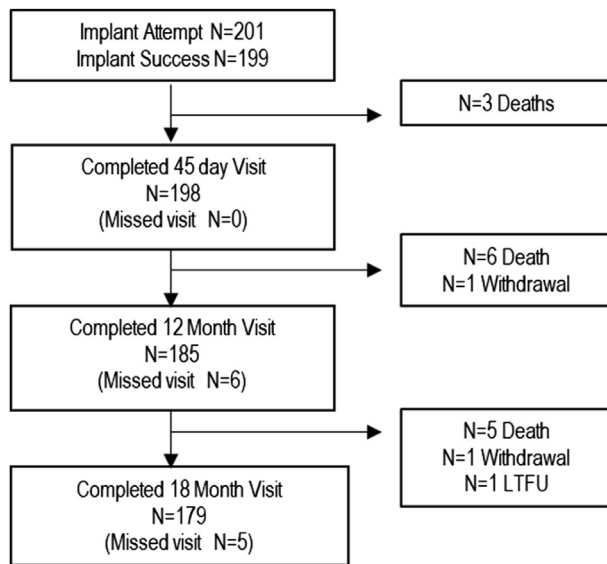 Implant Attempt N=201
Implant Success N=199
N=3 Deaths
Completed 45 day Visit
N=198
(Missed visit N=0)
N=6 Death
N=1 Withdrawal
Completed 12 Month Visit
N=185
(Missed visit N=6)
N=5 Death
N=1 Withdrawal
N=1 LTFU
Completed 18 Month Visit
N=179
(Missed visit N=5)